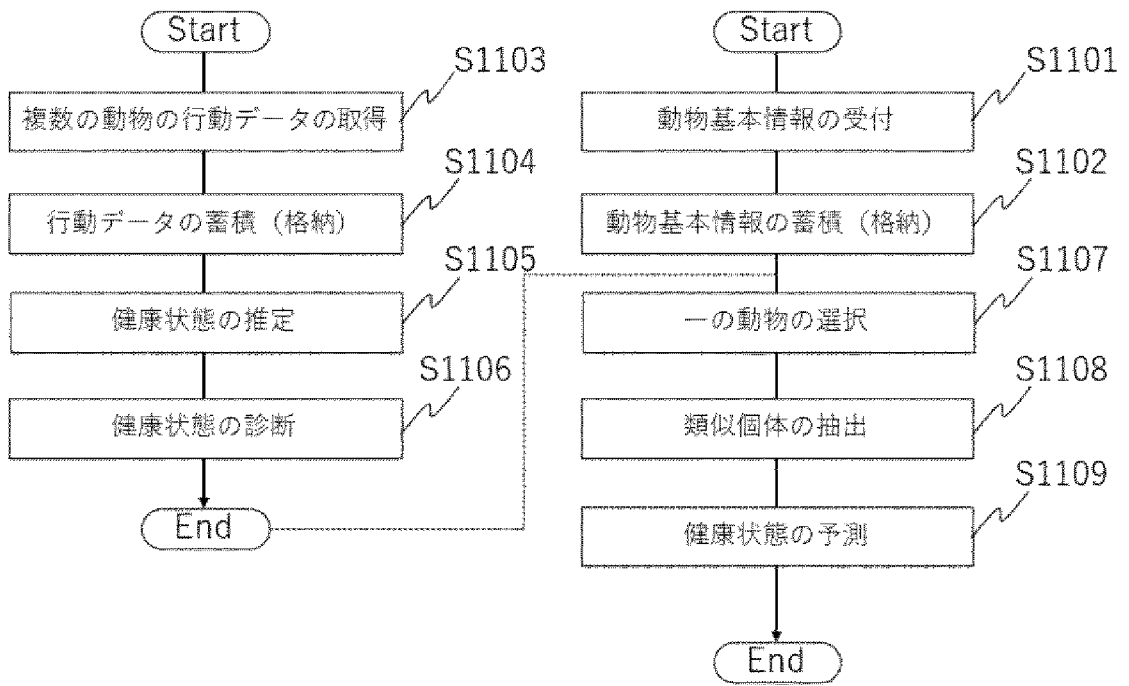 Start
S1103
複数の動物の行動データの取得
S1104
行動データの蓄積（格納）
S1105
健康状態の推定
S1106
健康状態の診断
End
Start
S1101
動物基本情報の受付
S1102
動物基本情報の蓄積（格納）
S1107
一の動物の選択
S1108
類似個体の抽出
S1109
健康状態の予測
End